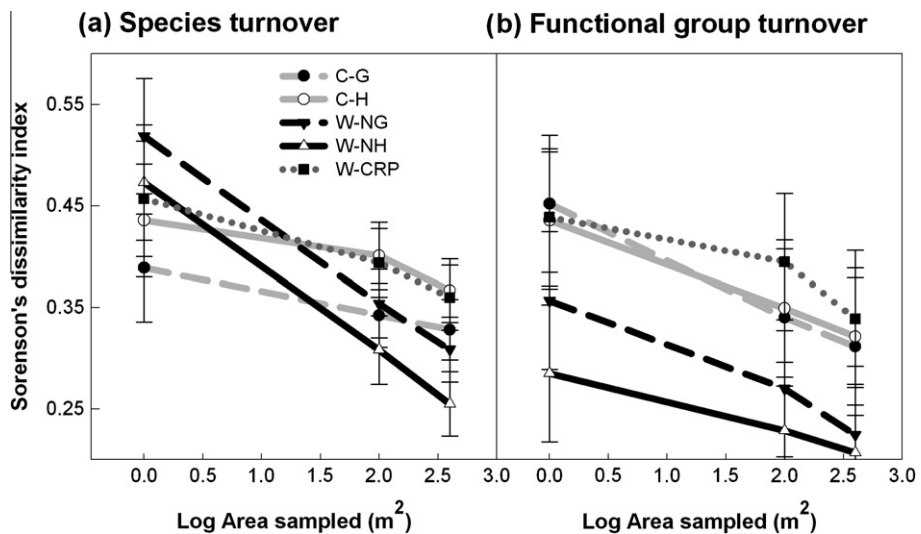 (a) Species turnover
(b) Functional group turnover
Sorenson's dissimilarity index
0.55
0.45
0.35
0.25
C-G
C-H
W-NG
W-NH
W-CRP
0.0 0.5 1.0 1.5 2.0 2.5 3.0
0.0 0.5 1.0 1.5 2.0 2.5 3.0
Log Area sampled (m²)
Log Area sampled (m²)